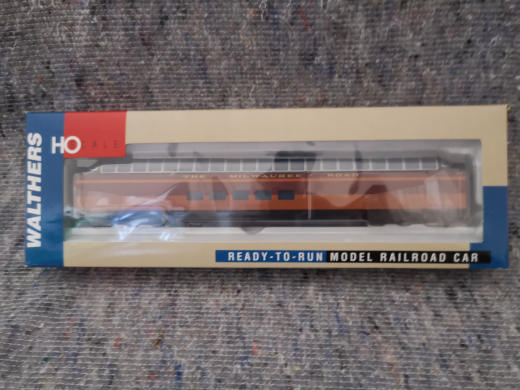 WALTHERS
HO SCALE
THE MILWAUKEE ROAD
READY-TO-RUN MODEL RAILROAD CAR